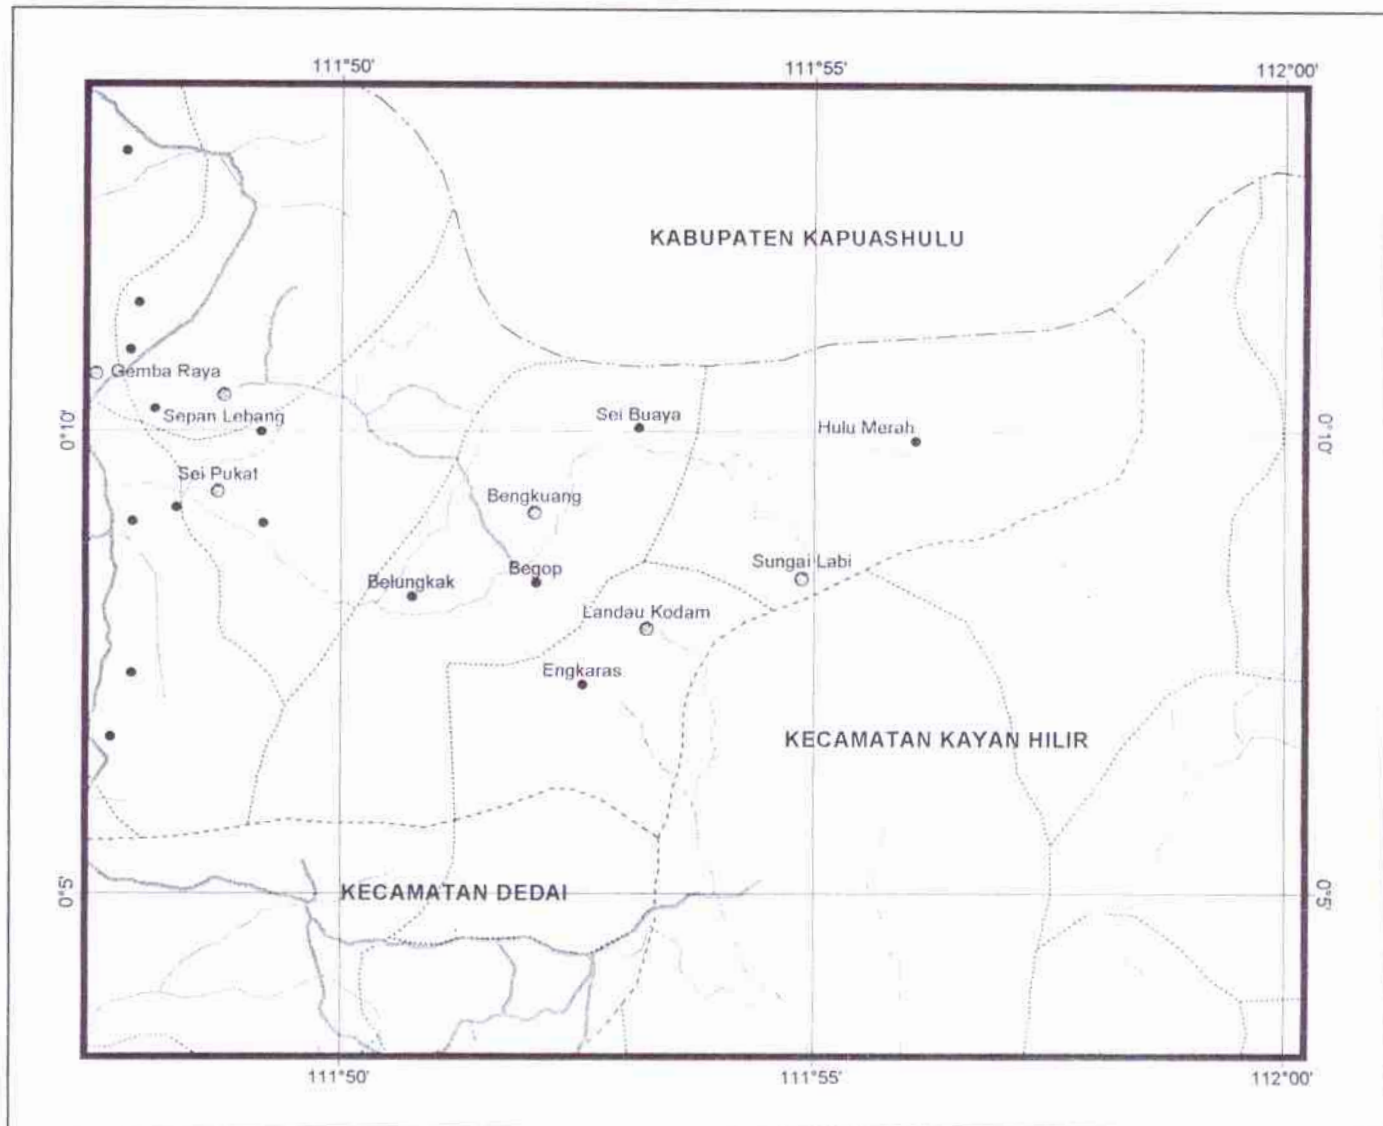 111°50'
111°55'
112°00'
KABUPATEN KAPUASHULU
Gemba Raya
Sepan Lebang
Sei Buaya
Hulu Merah
0°10'
0°10'
Sei Pukat
Bengkuang
Belungkak
Begop
Sungai Labi
Landau Kodam
Engkaras
KECAMATAN KAYAN HILIR
0°5'
KECAMATAN DEDAI
0°5'
111°50'
111°55'
112°00'